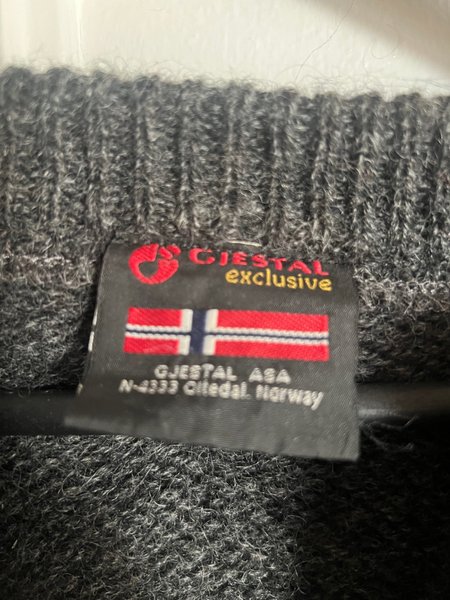 GJESTAL
exclusive
GJESTAL ASA
N-4333 Oltedal, Norway